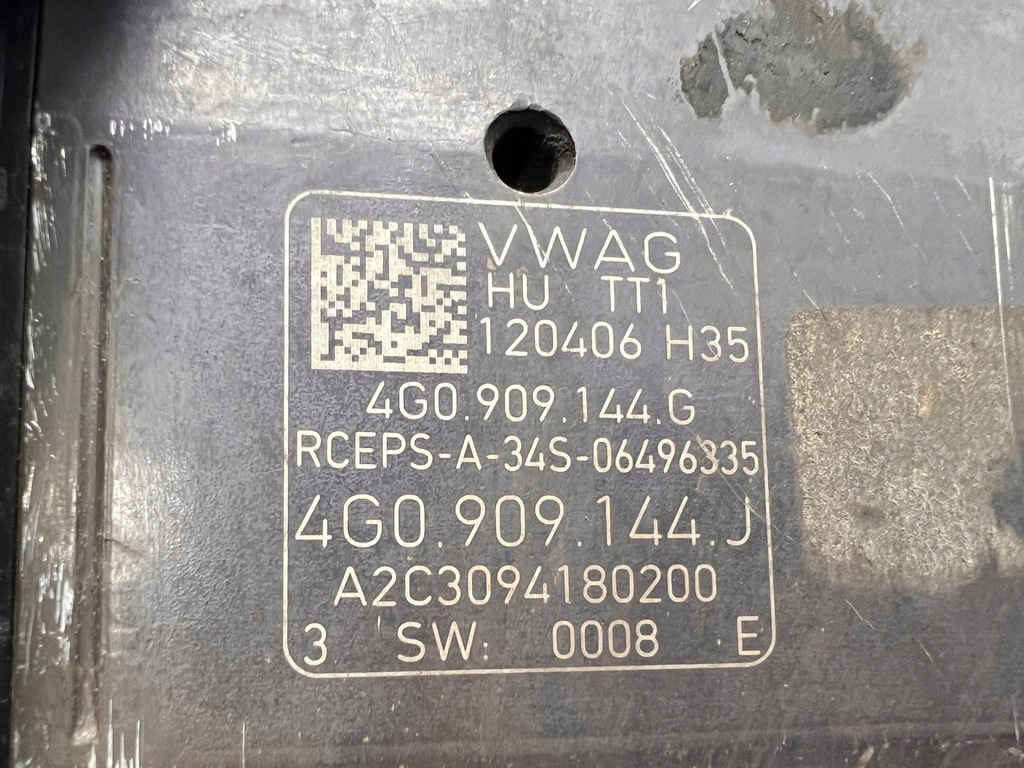 VWAG
HU TT1
120406 H35
4G0.909.144.G
RCEPS-A-34S-06496335
4G0.909.144.J
A2C3094180200
3 SW: 0008 E